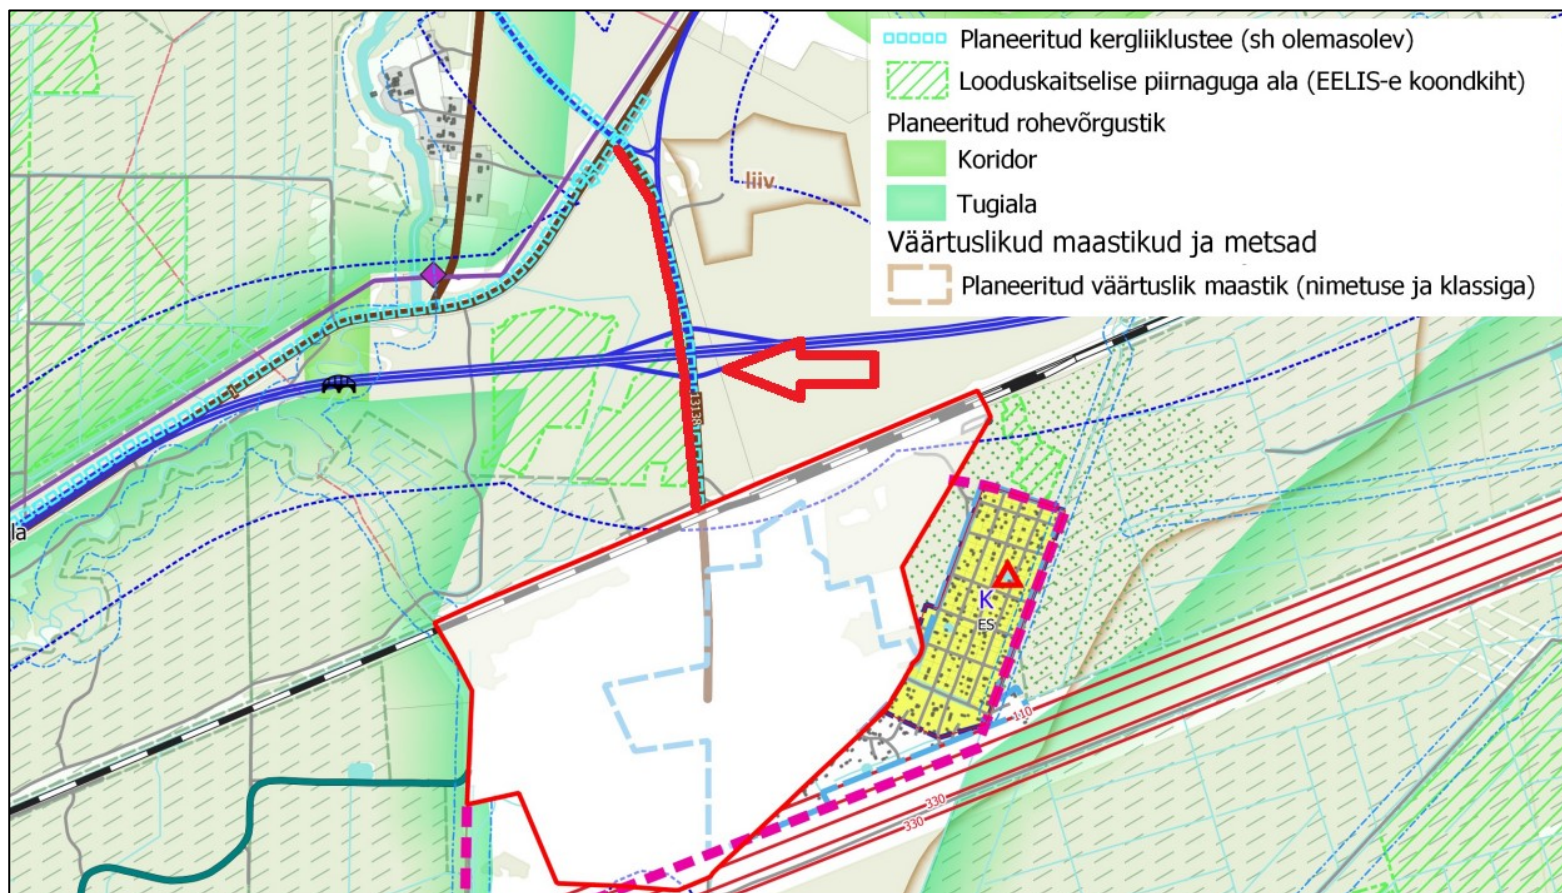 Planeeritud kergliiklustee (sh olemasolev)
Looduskaitselise piirnaguga ala (EELIS-e koondkiht)
Planeeritud rohevõrgustik
Koridor
Tugiala
Väärtuslikud maastikud ja metsad
Planeeritud väärtuslik maastik (nimetuse ja klassiga)
liiv
13138
la
K
ES
110
330
330